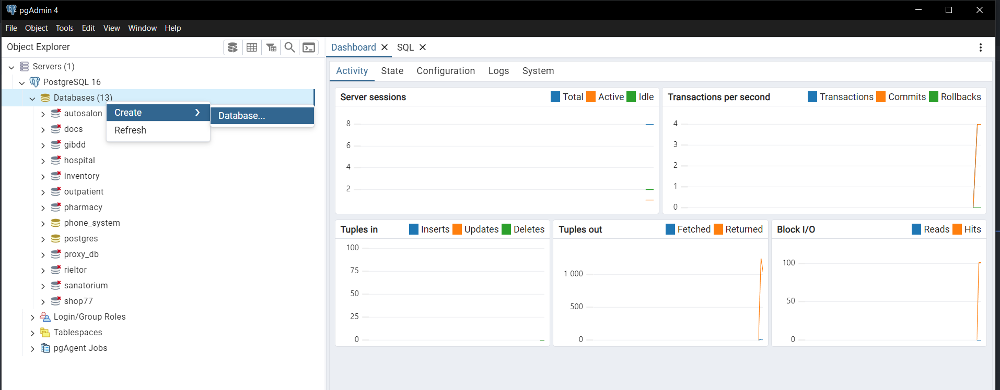 pgAdmin 4
File Object Tools Edit View Window Help
Object Explorer
Servers (1)
PostgreSQL 16
Databases (13)
autosalon
docs
gibdd
hospital
inventory
outpatient
pharmacy
phone_system
postgres
proxy_db
rieltor
sanatorium
shop77
Login/Group Roles
Tablespaces
pgAgent Jobs
Create
Refresh
Database...
Dashboard SQL
Activity State Configuration Logs System
Server sessions Total Active Idle
8
6
4
2
Transactions per second Transactions Commits Rollbacks
4
3
2
1
0
Tuples in Inserts Updates Deletes
100
75
50
25
0
Tuples out Fetched Returned
1 000
500
0
Block I/O Reads Hits
100
50
0